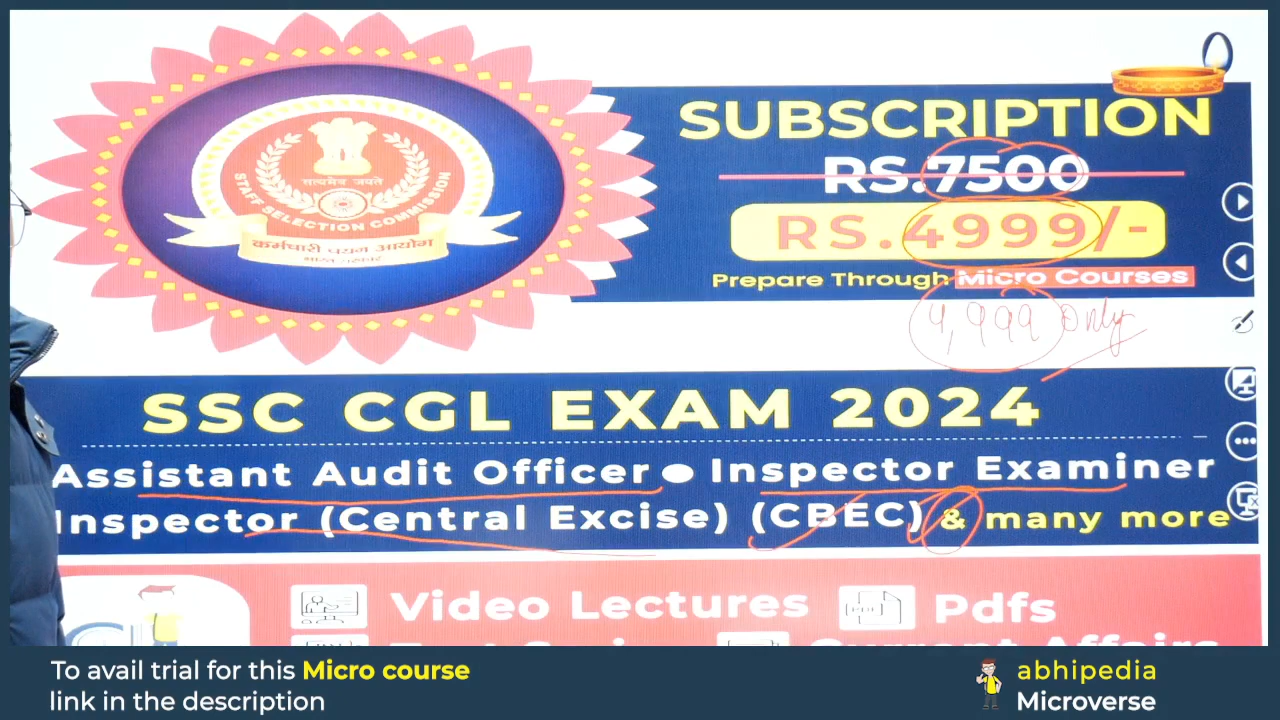 SUBSCRIPTION
RS.7500
RS.4999/-
Prepare Through Micro Courses
4,999 Only
सत्यमेव जयते
STAFF SELECTION COMMISSION
कर्मचारी चयन आयोग
SSC CGL EXAM 2024
Assistant Audit Officer ● Inspector Examiner
Inspector (Central Excise) (CBEC) & many more
Video Lectures
Pdfs
Current Affairs
To avail trial for this Micro course
link in the description
abhipedia
Microverse